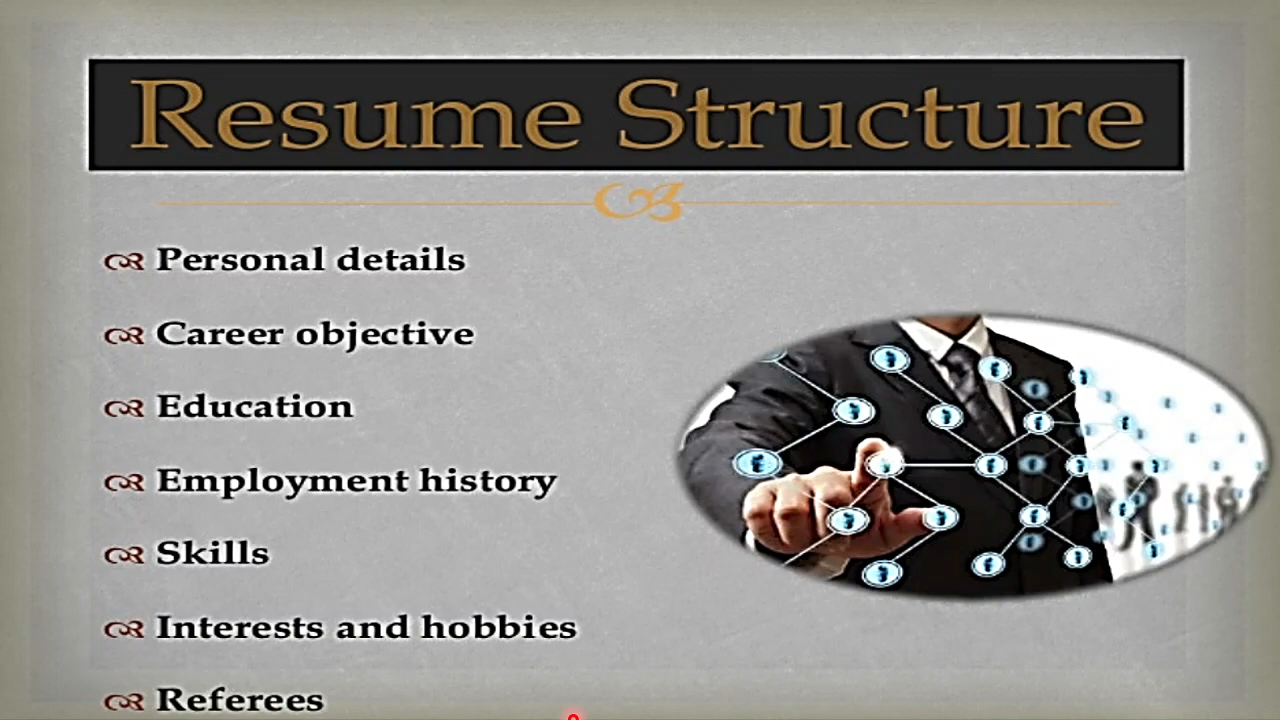 Resume Structure
Personal details
Career objective
Education
Employment history
Skills
Interests and hobbies
Referees